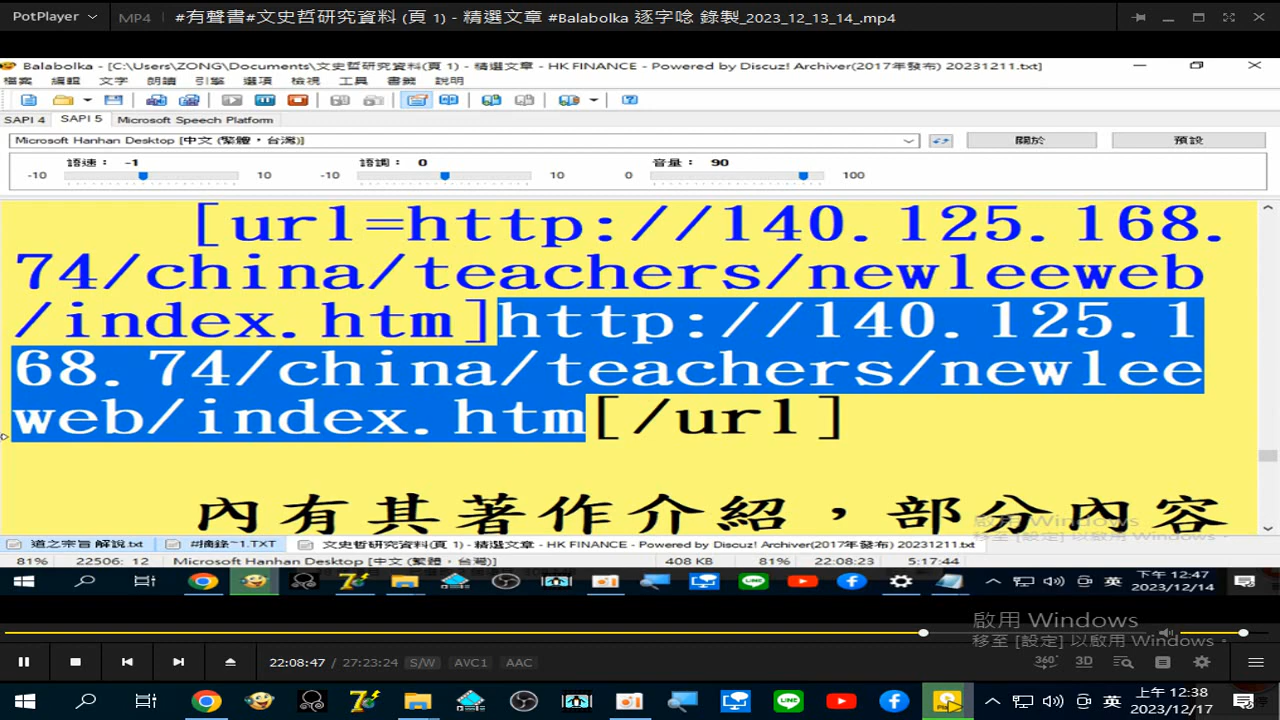 PotPlayer MP4 #有聲書#文史哲研究資料 (頁 1) - 精選文章 #Balabolka 逐字唸 錄製_2023_12_13_14_.mp4
Balabolka - [C:\Users\ZONG\Documents\文史哲研究資料(頁 1) - 精選文章 - HK FINANCE - Powered by Discuz! Archiver(2017年發布) 20231211.txt]
檔案 編輯 文字 朗讀 引擎 選項 檢視 工具 書籤 說明
SAPI 4 SAPI 5 Microsoft Speech Platform
Microsoft Hanhan Desktop [中文 (繁體，台灣)] 關於 預設
語速： -1 語調： 0 音量： 90
-10 10 -10 10 0 100
[url=http://140.125.168.
74/china/teachers/newleeweb
/index.htm]http://140.125.1
68.74/china/teachers/newlee
web/index.htm[/url]
內有其著作介紹，部分內容
啟用 Windows
移至 [設定] 以啟用 Windows。
道之宗旨 解說.txt #摘錄~1.TXT 文史哲研究資料(頁 1) - 精選文章 - HK FINANCE - Powered by Discuz! Archiver(2017年發布) 20231211.txt
81% 22506: 12 Microsoft Hanhan Desktop [中文 (繁體，台灣)] 408 KB 81% 22:08:23 5:17:44
英 下午 12:47
2023/12/14
啟用 Windows
移至 [設定] 以啟用 Windows。
22:08:47 / 27:23:24 S/W AVC1 AAC 360° 3D
英 上午 12:38
2023/12/17